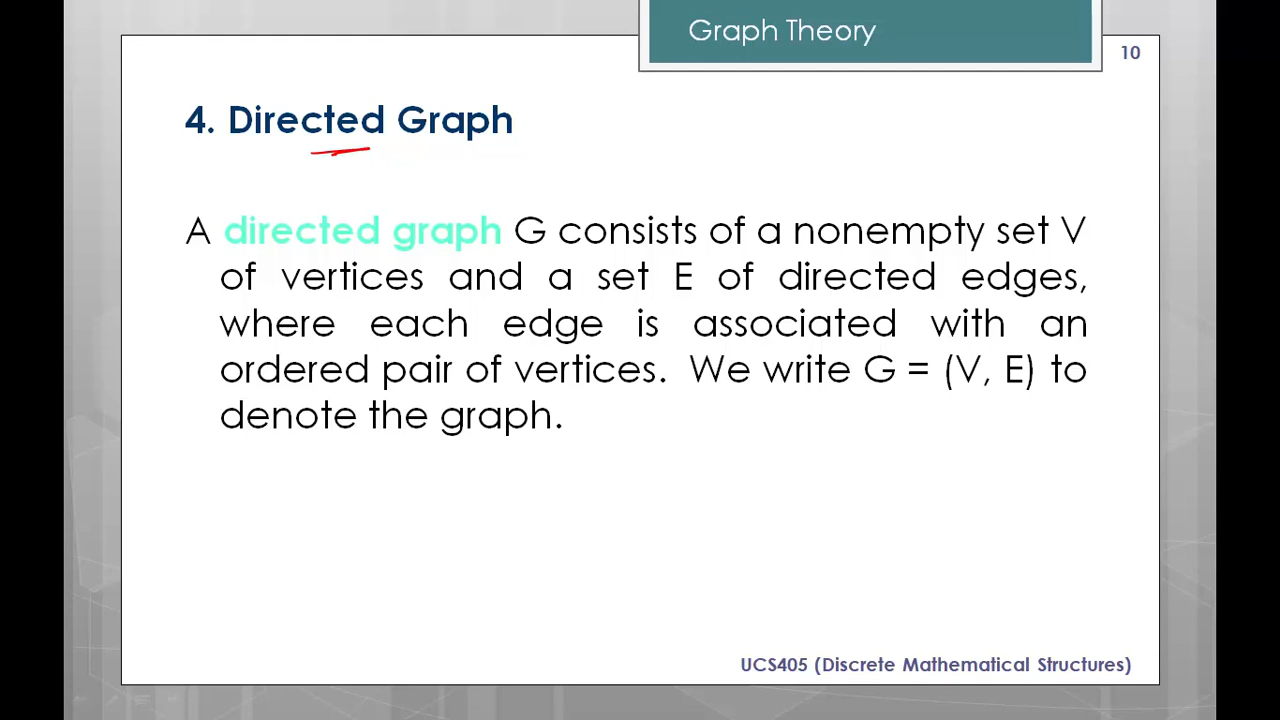 Graph Theory
10
4. Directed Graph
A directed graph G consists of a nonempty set V
of vertices and a set E of directed edges,
where each edge is associated with an
ordered pair of vertices. We write G = (V, E) to
denote the graph.
UCS405 (Discrete Mathematical Structures)